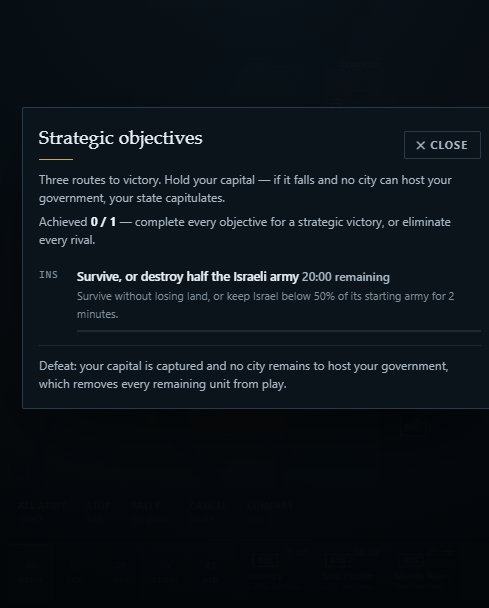 Strategic objectives
✕ CLOSE
Three routes to victory. Hold your capital — if it falls and no city can host your
government, your state capitulates.
Achieved 0 / 1 — complete every objective for a strategic victory, or eliminate
every rival.
INS
Survive, or destroy half the Israeli army 20:00 remaining
Survive without losing land, or keep Israel below 50% of its starting army for 2
minutes.
Defeat: your capital is captured and no city remains to host your government,
which removes every remaining unit from play.